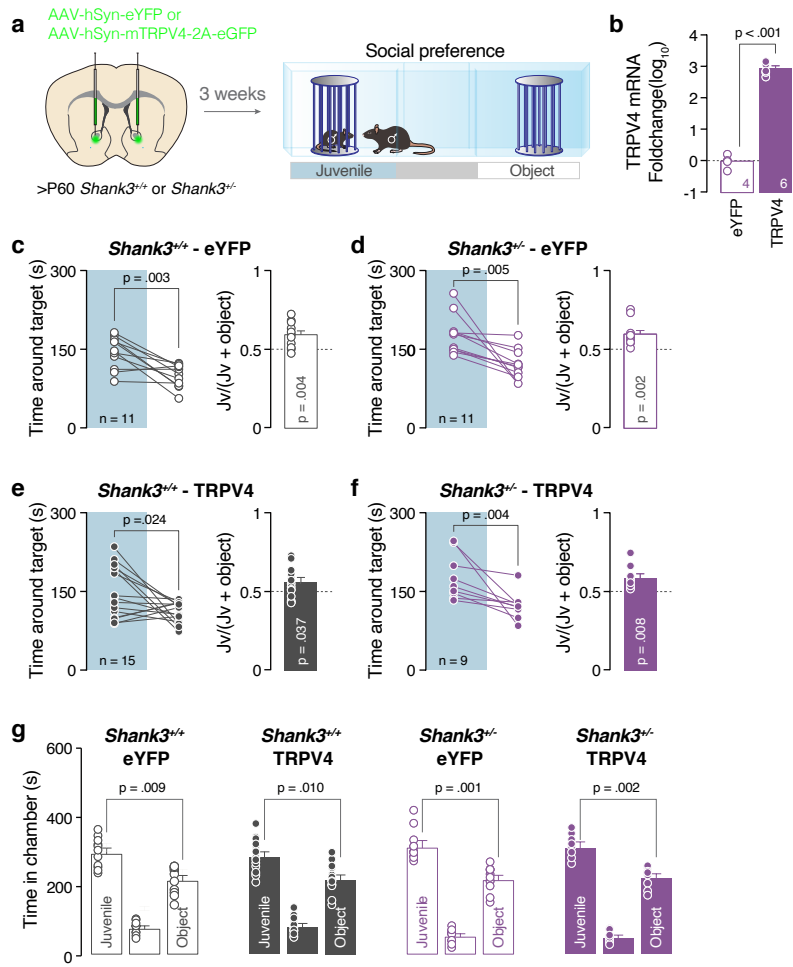 a
AAV-hSyn-eYFP or
AAV-hSyn-mTRPV4-2A-eGFP
3 weeks
>P60 Shank3+/+ or Shank3+/-
Social preference
Juvenile
Object
b
TRPV4 mRNA
Foldchange(log10)
4
3
2
1
0
-1
p < .001
4
6
eYFP
TRPV4
c
Shank3+/+ - eYFP
Time around target (s)
300
150
0
p = .003
n = 11
Jv/(Jv + object)
1
0.5
0
p = .004
d
Shank3+/- - eYFP
Time around target (s)
300
150
0
p = .005
n = 11
Jv/(Jv + object)
1
0.5
0
p = .002
e
Shank3+/+ - TRPV4
Time around target (s)
300
150
0
p =.024
n = 15
Jv/(Jv + object)
1
0.5
0
p = .037
f
Shank3+/- - TRPV4
Time around target (s)
300
150
0
p = .004
n = 9
Jv/(Jv + object)
1
0.5
0
p = .008
g
Time in chamber (s)
600
400
200
0
Shank3+/+
eYFP
p = .009
Juvenile
Object
Shank3+/+
TRPV4
p = .010
Juvenile
Object
Shank3+/-
eYFP
p = .001
Juvenile
Object
Shank3+/-
TRPV4
p = .002
Juvenile
Object